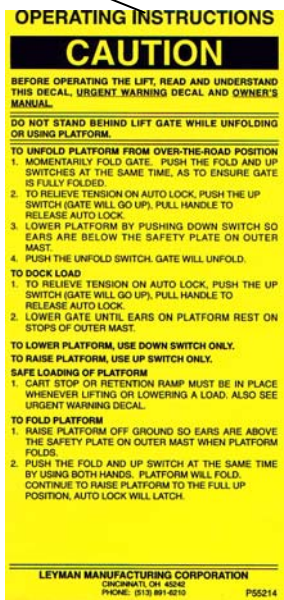 OPERATING INSTRUCTIONS
CAUTION
BEFORE OPERATING THE LIFT, READ AND UNDERSTAND
THIS DECAL, URGENT WARNING DECAL AND OWNER'S
MANUAL.
DO NOT STAND BEHIND LIFT GATE WHILE UNFOLDING
OR USING PLATFORM.
TO UNFOLD PLATFORM FROM OVER-THE-ROAD POSITION
1. MOMENTARILY FOLD GATE. PUSH THE FOLD AND UP
SWITCHES AT THE SAME TIME, AS TO ENSURE GATE
IS FULLY FOLDED.
2. TO RELIEVE TENSION ON AUTO LOCK, PUSH THE UP
SWITCH (GATE WILL GO UP), PULL HANDLE TO
RELEASE AUTO LOCK.
3. LOWER PLATFORM BY PUSHING DOWN SWITCH SO
EARS ARE BELOW THE SAFETY PLATE ON OUTER
MAST.
4. PUSH THE UNFOLD SWITCH. GATE WILL UNFOLD.
TO DOCK LOAD
1. TO RELIEVE TENSION ON AUTO LOCK, PUSH THE UP
SWITCH (GATE WILL GO UP), PULL HANDLE TO
RELEASE AUTO LOCK.
2. LOWER GATE UNTIL EARS ON PLATFORM REST ON
STOPS OF OUTER MAST.
TO LOWER PLATFORM, USE DOWN SWITCH ONLY.
TO RAISE PLATFORM, USE UP SWITCH ONLY.
SAFE LOADING OF PLATFORM
1. CART STOP OR RETENTION RAMP MUST BE IN PLACE
WHENEVER LIFTING OR LOWERING A LOAD. ALSO SEE
URGENT WARNING DECAL.
TO FOLD PLATFORM
1. RAISE PLATFORM OFF GROUND SO EARS ARE ABOVE
THE SAFETY PLATE ON OUTER MAST WHEN PLATFORM
FOLDS.
2. PUSH THE FOLD AND UP SWITCH AT THE SAME TIME
BY USING BOTH HANDS. PLATFORM WILL FOLD.
CONTINUE TO RAISE PLATFORM TO THE FULL UP
POSITION, AUTO LOCK WILL LATCH.
LEYMAN MANUFACTURING CORPORATION
CINCINNATI, OH 45242
PHONE: (513) 891-6210 P55214